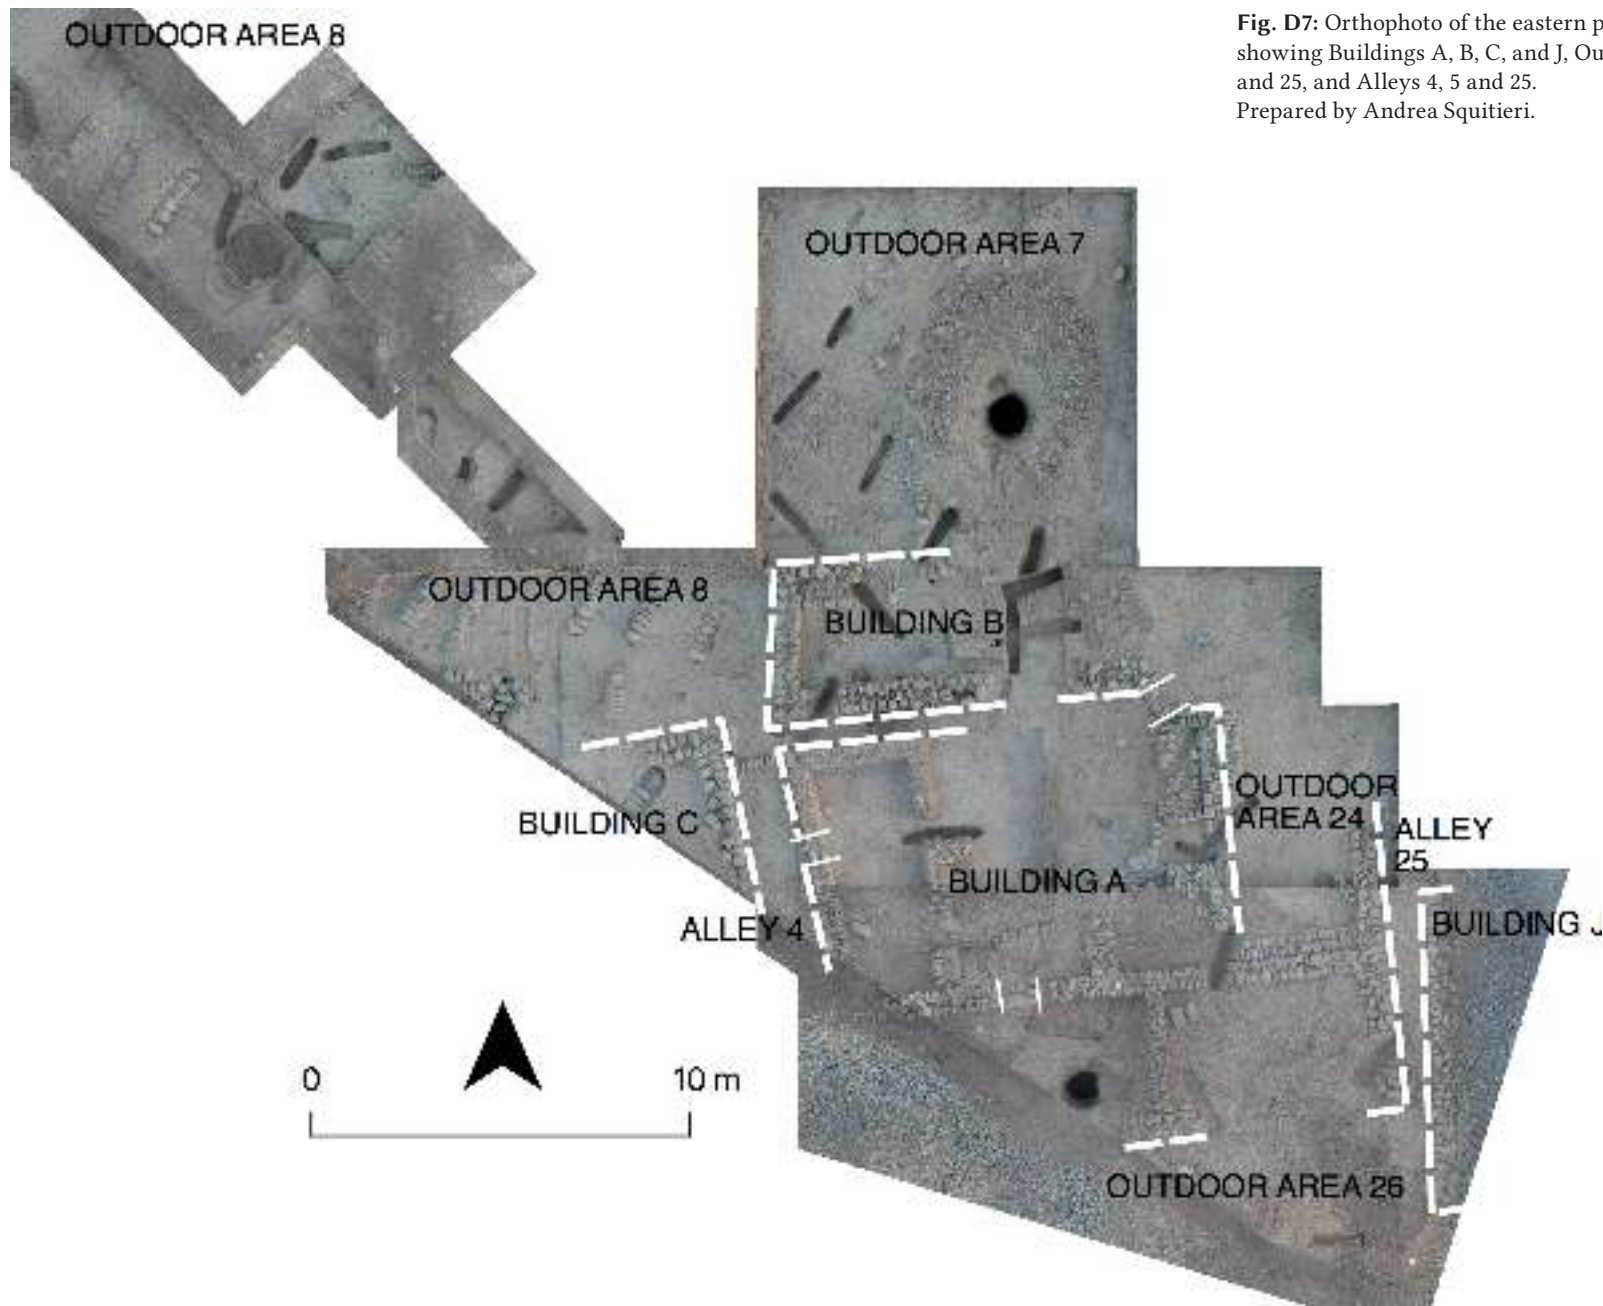 OUTDOOR AREA 8
Fig. D7: Orthophoto of the eastern
showing Buildings A, B, C, and J,
and 25, and Alleys 4, 5 and 25.
Prepared by Andrea Squitieri.
OUTDOOR AREA 7
OUTDOOR AREA 8
BUILDING B
BUILDING C
OUTDOOR
AREA 24
ALLEY
25
BUILDING A
ALLEY 4
BUILDING J
0 10 m
OUTDOOR AREA 26